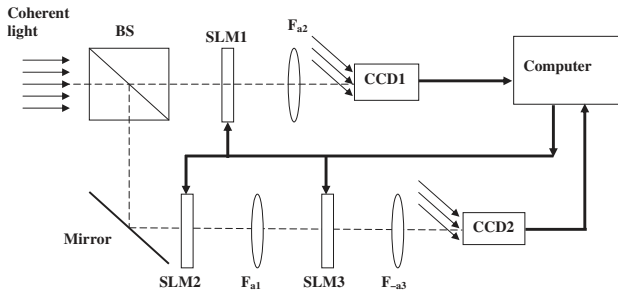 Coherent
light
BS
SLM1
Fa2
CCD1
Computer
Mirror
SLM2
Fa1
SLM3
F-a3
CCD2